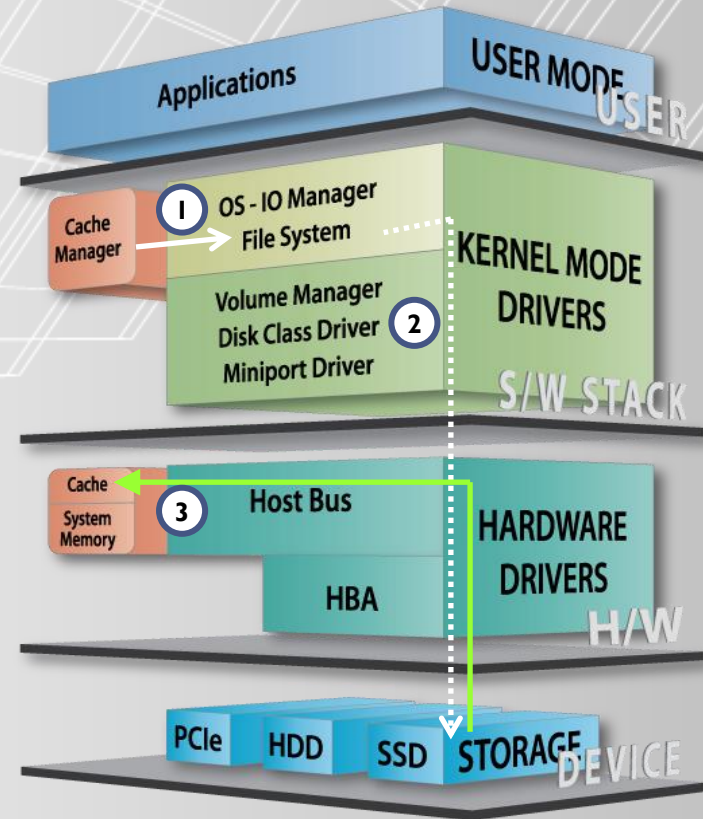 Applications
USER MODE
USER
Cache
Manager
1
OS - IO Manager
File System
KERNEL MODE
DRIVERS
Volume Manager
Disk Class Driver
Miniport Driver
2
S/W STACK
Cache
System
Memory
3
Host Bus
HARDWARE
DRIVERS
HBA
H/W
PCIe
HDD
SSD
STORAGE
DEVICE